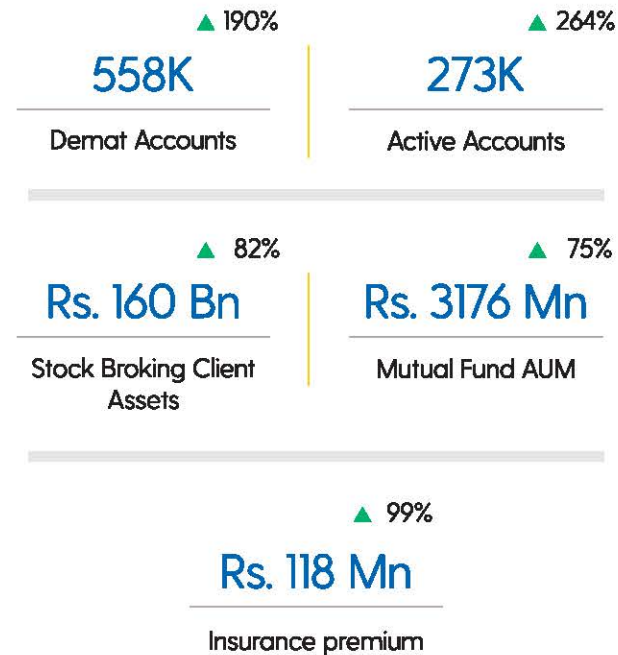 ▲ 190%
558K
Demat Accounts
▲ 264%
273K
Active Accounts
▲ 82%
Rs. 160 Bn
Stock Broking Client
Assets
▲ 75%
Rs. 3176 Mn
Mutual Fund AUM
▲ 99%
Rs. 118 Mn
Insurance premium